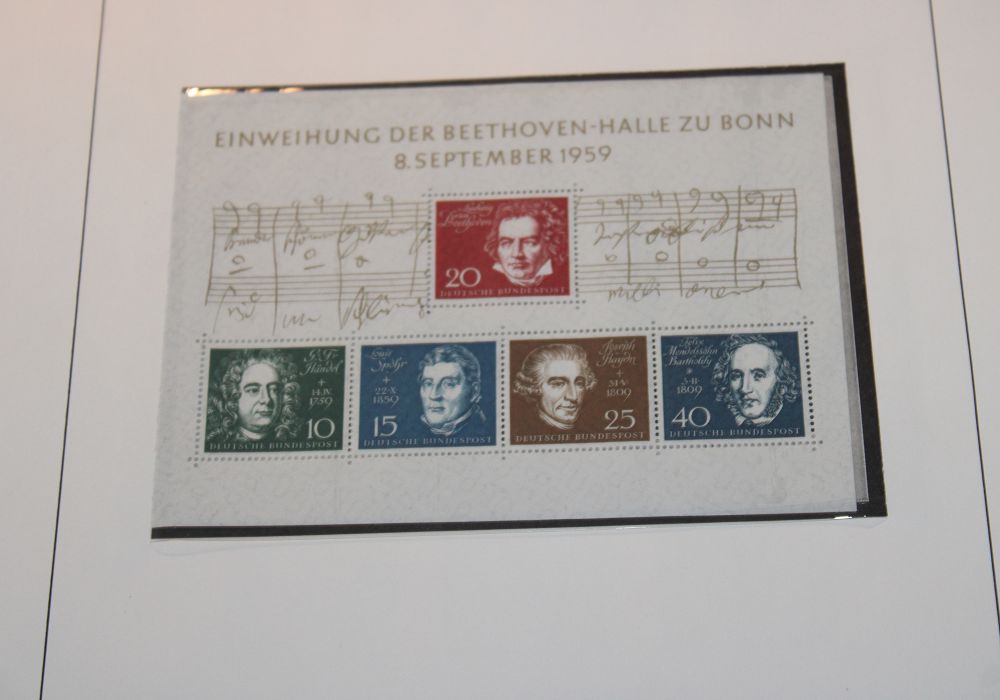 EINWEIHUNG DER BEETHOVEN-HALLE ZU BONN
8. SEPTEMBER 1959
Ludwig
van
Beethoven
20
DEUTSCHE BUNDESPOST
G. Fr.
Händel
+
14·IV
1759
10
DEUTSCHE BUNDESPOST
Louis
Spohr
+
22·X
1859
15
DEUTSCHE BUNDESPOST
Joseph
Haydn
+
31·V
1809
25
DEUTSCHE BUNDESPOST
Felix
Mendelssohn
Bartholdy
*
3·II
1809
40
DEUTSCHE BUNDESPOST